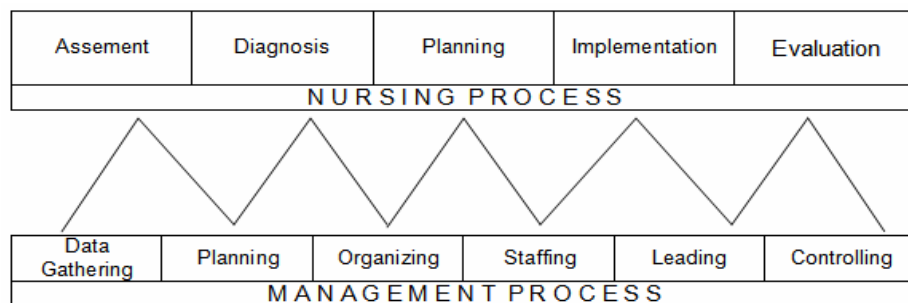 Assement Diagnosis Planning Implementation Evaluation
NURSING PROCESS
Data Gathering Planning Organizing Staffing Leading Controlling
MANAGEMENT PROCESS